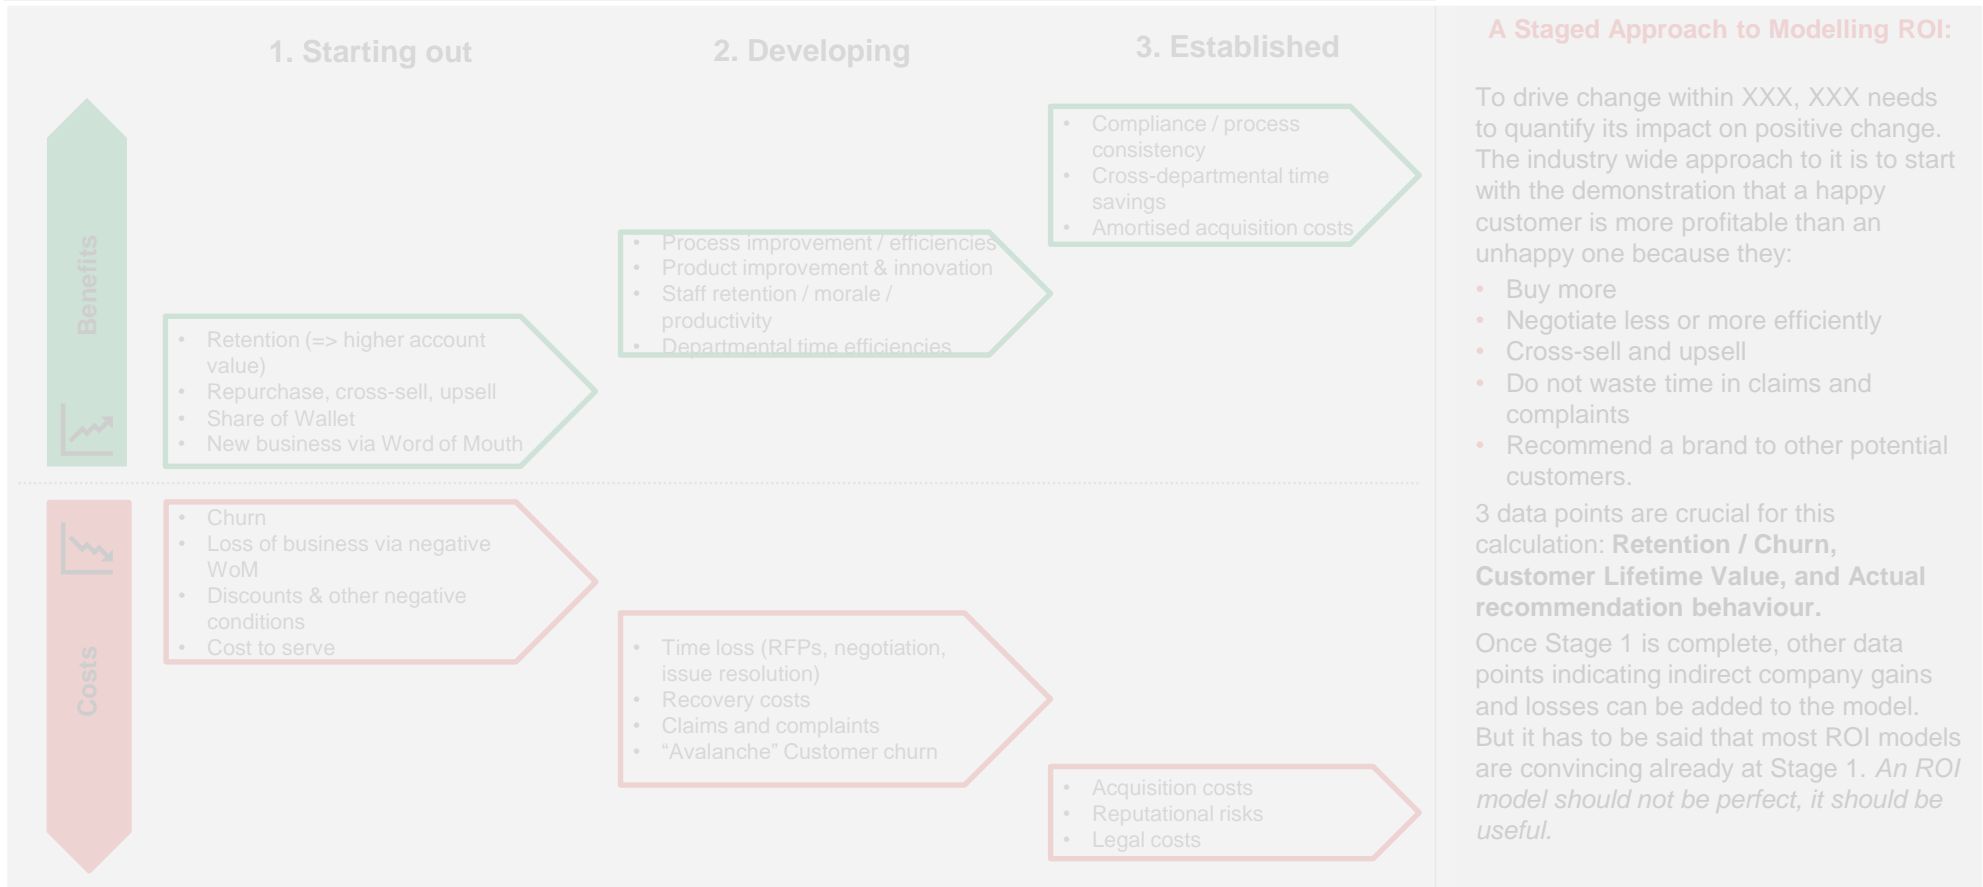 1. Starting out
2. Developing
3. Established
Benefits
• Retention (=> higher account
value)
• Repurchase, cross-sell, upsell
• Share of Wallet
• New business via Word of Mouth
• Process improvement / efficiencies
• Product improvement & innovation
• Staff retention / morale /
productivity
• Departmental time efficiencies
• Compliance / process
consistency
• Cross-departmental time
savings
• Amortised acquisition costs
Costs
• Churn
• Loss of business via negative
WoM
• Discounts & other negative
conditions
• Cost to serve
• Time loss (RFPs, negotiation,
issue resolution)
• Recovery costs
• Claims and complaints
• “Avalanche” Customer churn
• Acquisition costs
• Reputational risks
• Legal costs
A Staged Approach to Modelling ROI:
To drive change within XXX, XXX needs
to quantify its impact on positive change.
The industry wide approach to it is to start
with the demonstration that a happy
customer is more profitable than an
unhappy one because they:
• Buy more
• Negotiate less or more efficiently
• Cross-sell and upsell
• Do not waste time in claims and
complaints
• Recommend a brand to other potential
customers.
3 data points are crucial for this
calculation: Retention / Churn,
Customer Lifetime Value, and Actual
recommendation behaviour.
Once Stage 1 is complete, other data
points indicating indirect company gains
and losses can be added to the model.
But it has to be said that most ROI models
are convincing already at Stage 1. An ROI
model should not be perfect, it should be
useful.